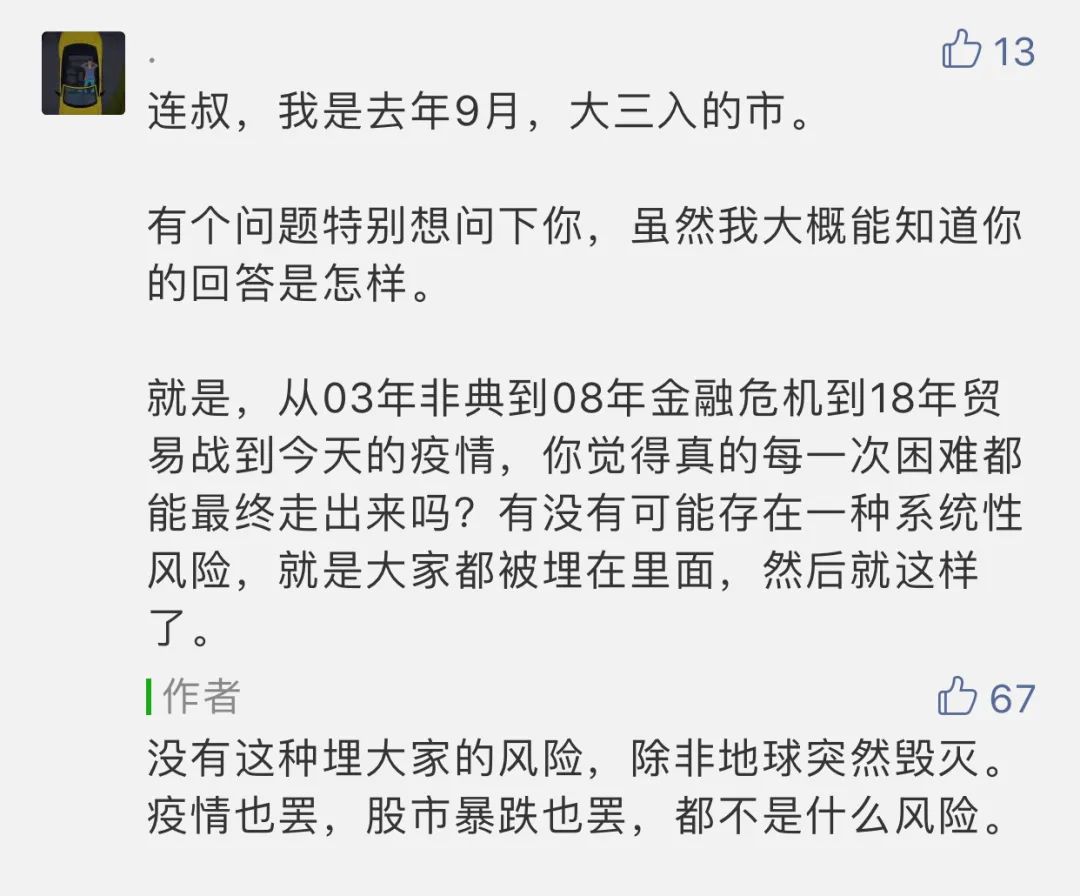 .
13
连叔，我是去年9月，大三入的市。
有个问题特别想问下你，虽然我大概能知道你
的回答是怎样。
就是，从03年非典到08年金融危机到18年贸
易战到今天的疫情，你觉得真的每一次困难都
能最终走出来吗？有没有可能存在一种系统性
风险，就是大家都被埋在里面，然后就这样
了。
作者
67
没有这种埋大家的风险，除非地球突然毁灭。
疫情也罢，股市暴跌也罢，都不是什么风险。